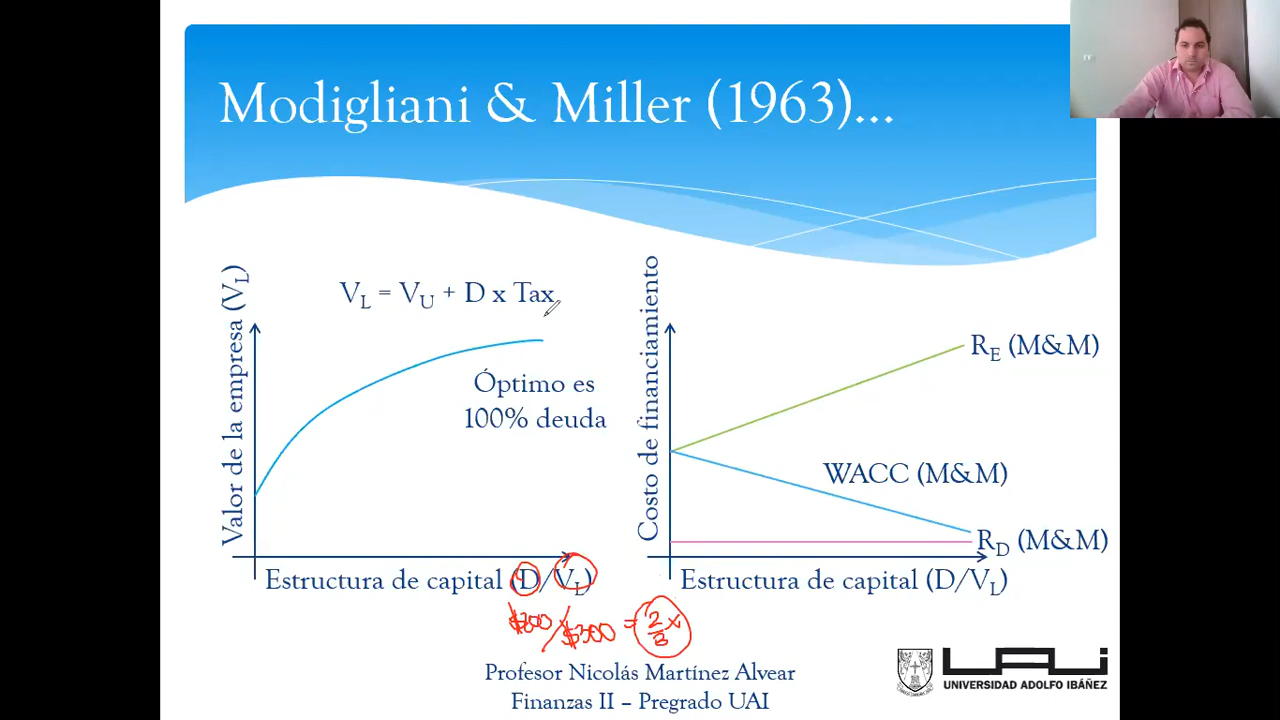 Modigliani & Miller (1963)...
V_L = V_U + D x Tax
Valor de la empresa (V_L)
Óptimo es
100% deuda
Estructura de capital (D/V_L)
$200/$300 = 2/3
Costo de financiamiento
R_E (M&M)
WACC (M&M)
R_D (M&M)
Estructura de capital (D/V_L)
Profesor Nicolás Martínez Alvear
Finanzas II – Pregrado UAI
UAI
UNIVERSIDAD ADOLFO IBÁÑEZ